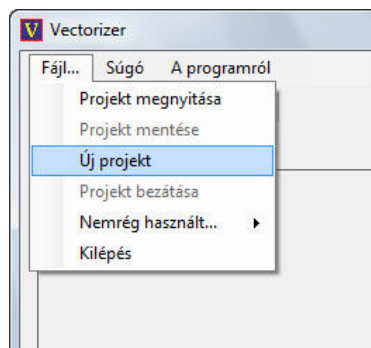 Vectorizer
Fájl... Súgó A programról
Projekt megnyitása
Projekt mentése
Új projekt
Projekt bezátása
Nemrég használt...
Kilépés